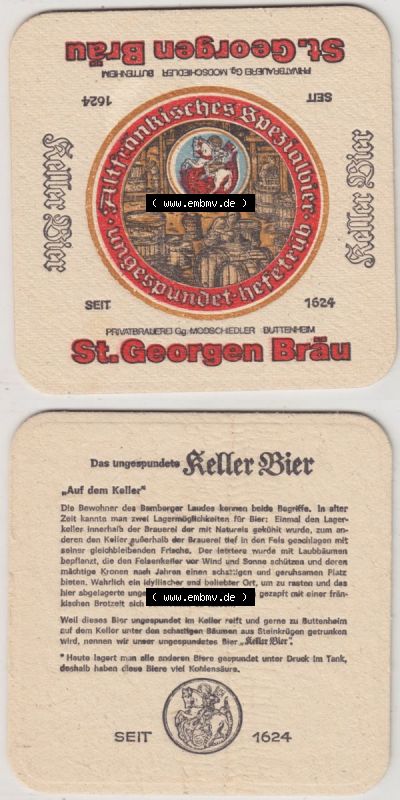 St. Georgen Bräu
PRIVATBRAUEREI Gg. MODSCHIEDLER BUTTENHEIM
SEIT 1624
Keller Bier
Keller Bier
Altfränkisches Spezialbier
ungespundet·hefetrüb
( www.embmv.de )
SEIT 1624
PRIVATBRAUEREI Gg. MODSCHIEDLER BUTTENHEIM
St. Georgen Bräu
Das ungespundete Keller Bier
„Auf dem Keller“
Die Bewohner des Bamberger Landes kennen beide Begriffe. In alter
Zeit kannte man zwei Lagermöglichkeiten für Bier: Einmal den Lager-
keller innerhalb der Brauerei der mit Natureis gekühlt wurde, zum an-
deren den Keller außerhalb der Brauerei tief in den Fels geschlagen mit
seiner gleichbleibenden Frische. Der letztere wurde mit Laubbäumen
bepflanzt, die den Felsenkeller vor Wind und Sonne schützen und deren
mächtige Kronen nach Jahren einen schattigen und geruhsamen Platz
bieten. Wahrlich ein idyllischer und beliebter Ort, um zu rasten und das
hier abgelagerte unge gezapft mit einer frän-
kischen Brotzeit sich
( www.embmv.de )
Weil dieses Bier ungespundet im Keller reift und gerne zu Buttenheim
auf dem Keller unter den schattigen Bäumen aus Steinkrügen getrunken
wird, nennen wir unser ungespundetes Bier „Keller Bier“.
* Heute lagert man alle anderen Biere gespundet unter Druck im Tank,
deshalb haben diese Biere viel Kohlensäure.
SEIT 1624